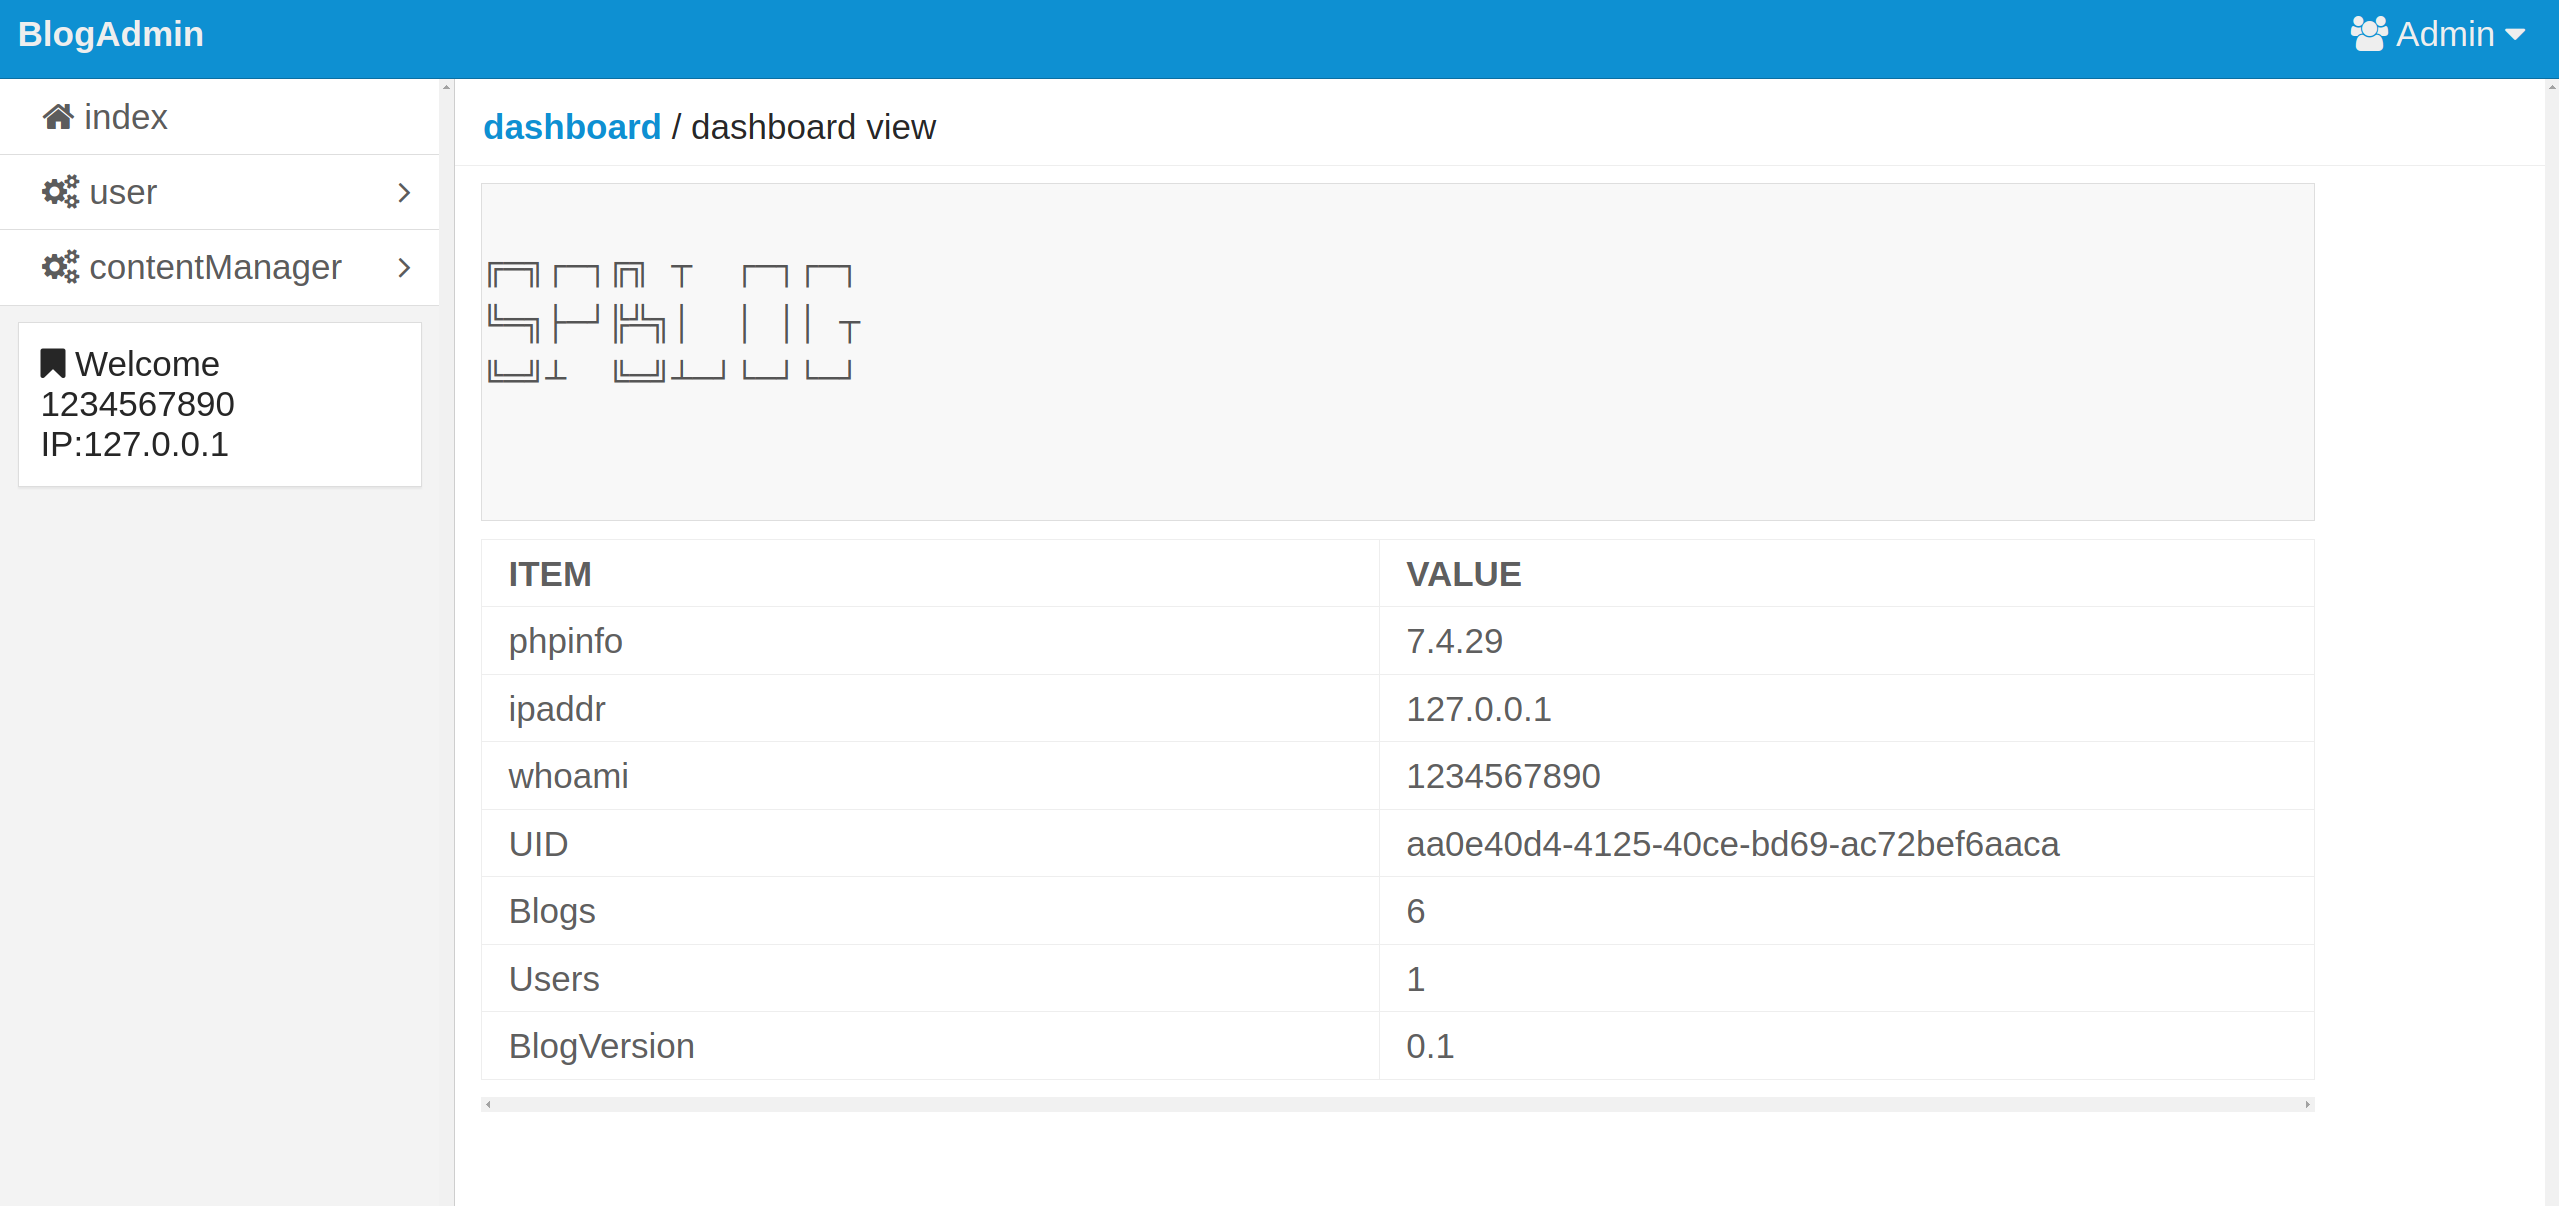 BlogAdmin
Admin
index
user
contentManager
Welcome
1234567890
IP:127.0.0.1
dashboard / dashboard view
╔═╗┌─┐╔╗ ┬  ┌─┐┌─┐
╚═╗├─┘╠╩╗│  │ ││ ┬
╚═╝┴  ╚═╝┴─┘└─┘└─┘
ITEM VALUE
phpinfo 7.4.29
ipaddr 127.0.0.1
whoami 1234567890
UID aa0e40d4-4125-40ce-bd69-ac72bef6aaca
Blogs 6
Users 1
BlogVersion 0.1